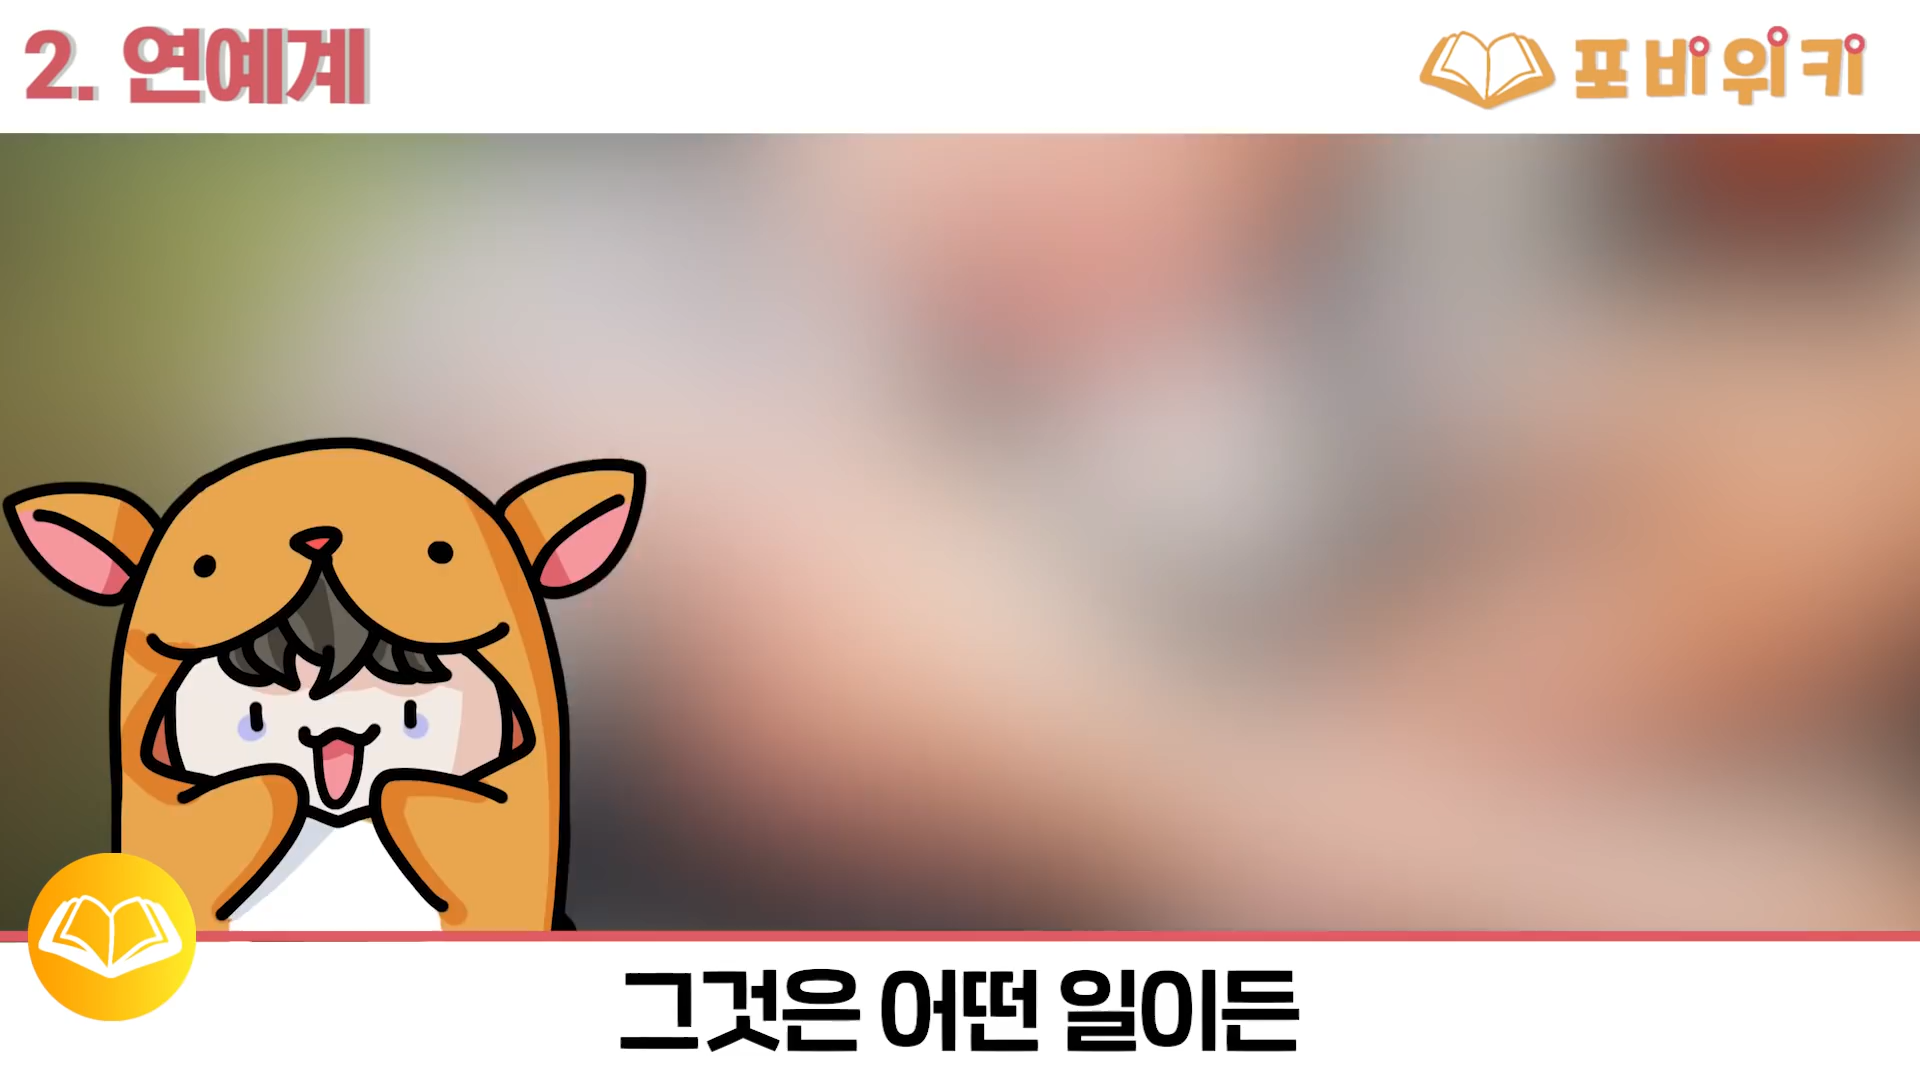 2. 연예계
포비위키
그것은 어떤 일이든